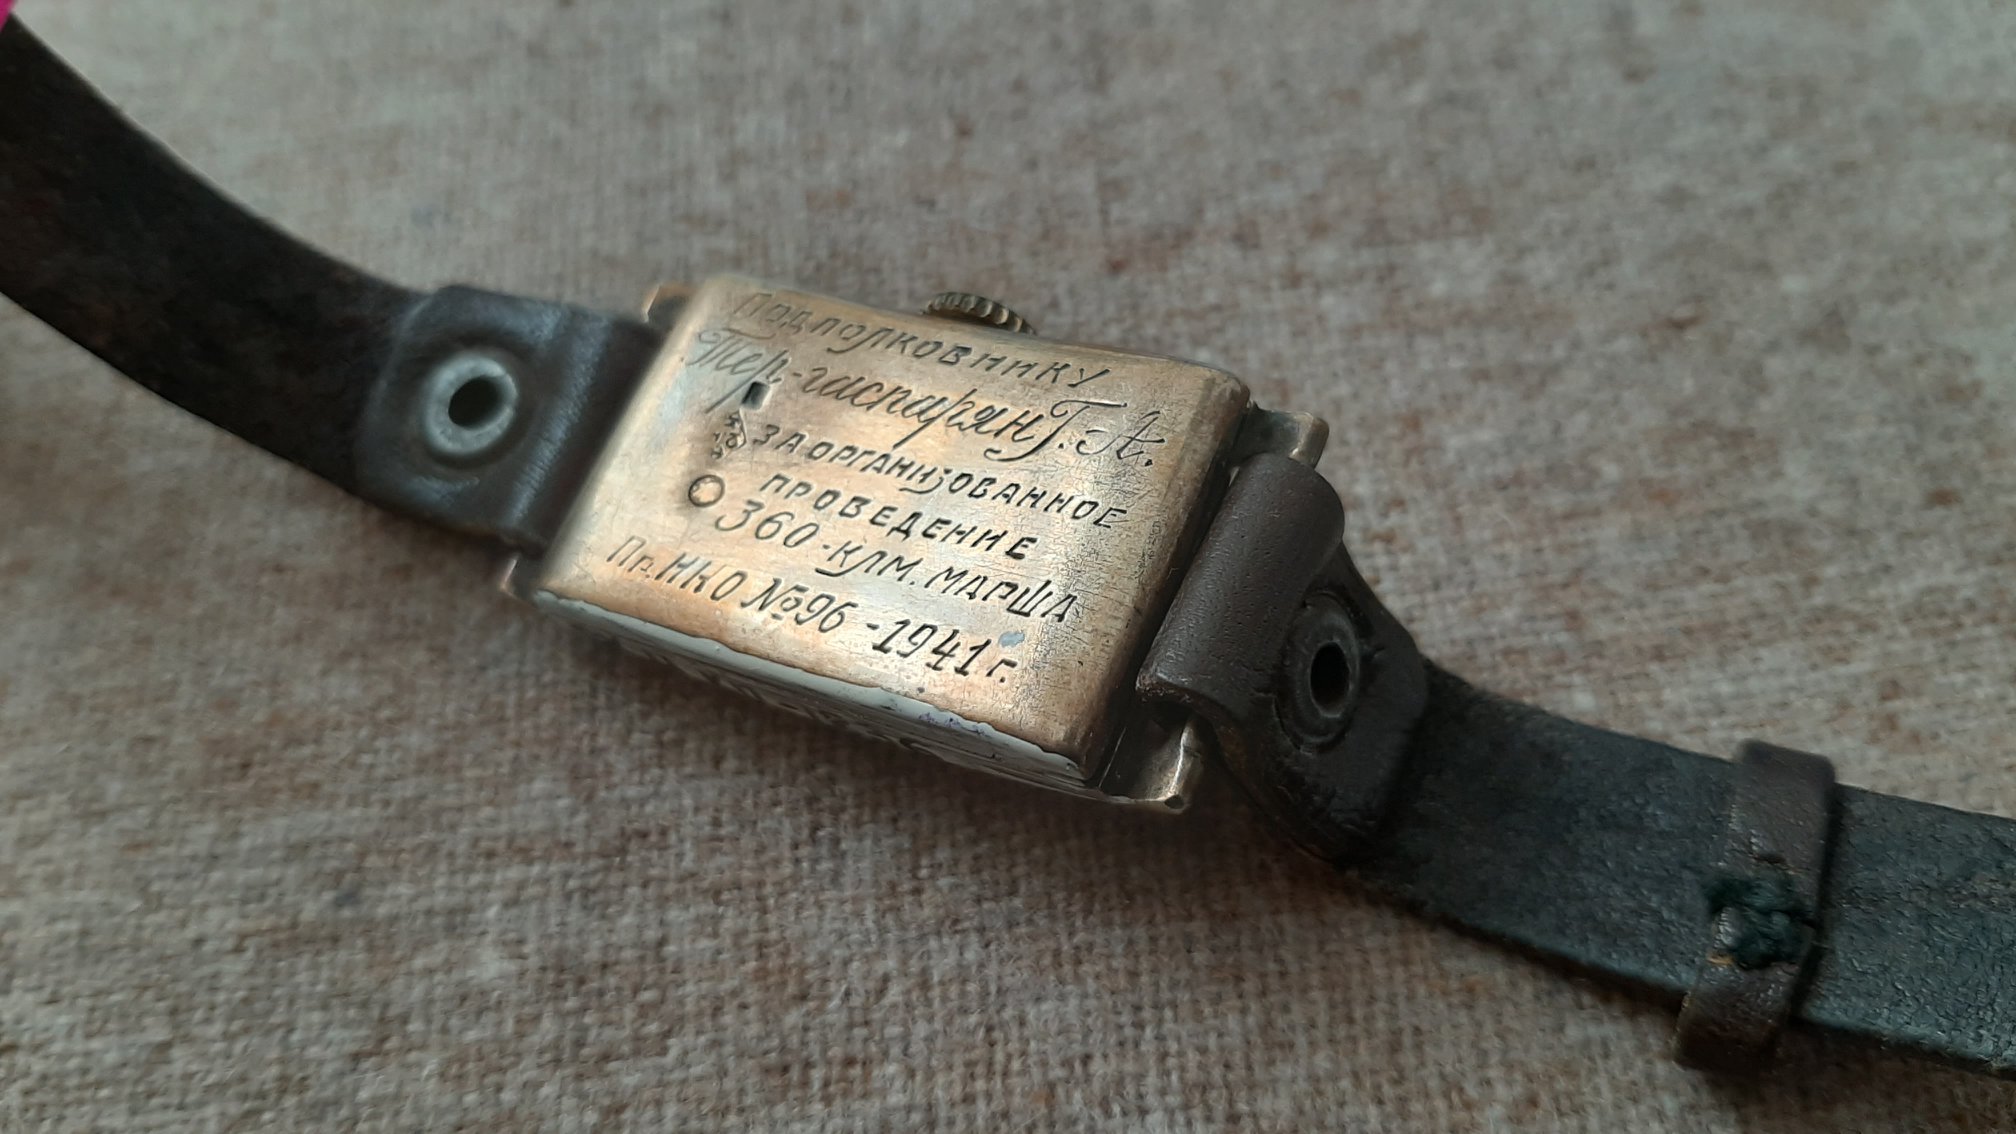 Подполковнику
Тер-гаспарян Г. А.
ЗА ОРГАНИЗОВАННОЕ
ПРОВЕДЕНИЕ
360-КЛМ. МАРША
Пр. НКО №96-1941г.